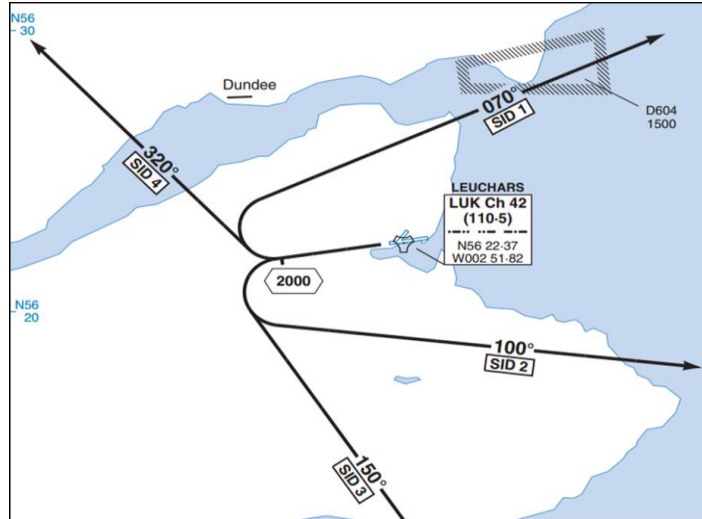 N56
30
Dundee
070°
SID 1
D604
1500
320°
SID 4
LEUCHARS
LUK Ch 42
(110·5)
N56 22·37
W002 51·82
2000
N56
20
100°
SID 2
150°
SID 3